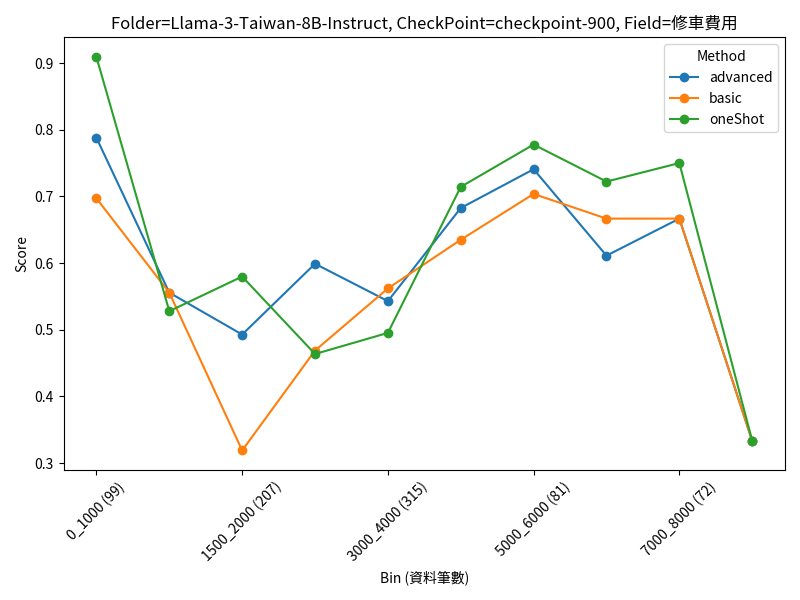 Folder=Llama-3-Taiwan-8B-Instruct, CheckPoint=checkpoint-900, Field=修車費用
Method
advanced
basic
oneShot
Score
0.9
0.8
0.7
0.6
0.5
0.4
0.3
0_1000 (99)
1500_2000 (207)
3000_4000 (315)
5000_6000 (81)
7000_8000 (72)
Bin (資料筆數)